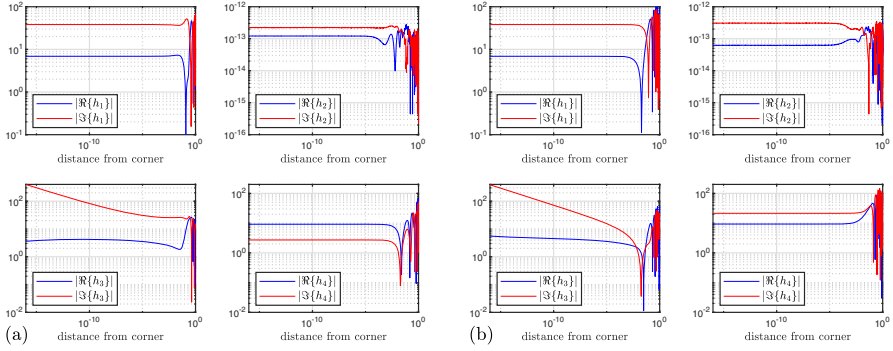 10^2
10^1
10^0
10^-1
|ℜ{h_1}|
|ℑ{h_1}|
10^-10
10^0
distance from corner
10^-12
10^-13
10^-14
10^-15
10^-16
|ℜ{h_2}|
|ℑ{h_2}|
10^-10
10^0
distance from corner
10^2
10^1
10^0
10^-1
|ℜ{h_1}|
|ℑ{h_1}|
10^-10
10^0
distance from corner
10^-12
10^-13
10^-14
10^-15
10^-16
|ℜ{h_2}|
|ℑ{h_2}|
10^-10
10^0
distance from corner
10^2
10^0
10^-2
|ℜ{h_3}|
|ℑ{h_3}|
10^-10
10^0
distance from corner
(a)
10^2
10^0
10^-2
|ℜ{h_4}|
|ℑ{h_4}|
10^-10
10^0
distance from corner
10^2
10^0
10^-2
|ℜ{h_3}|
|ℑ{h_3}|
10^-10
10^0
distance from corner
(b)
10^2
10^0
10^-2
|ℜ{h_4}|
|ℑ{h_4}|
10^-10
10^0
distance from corner